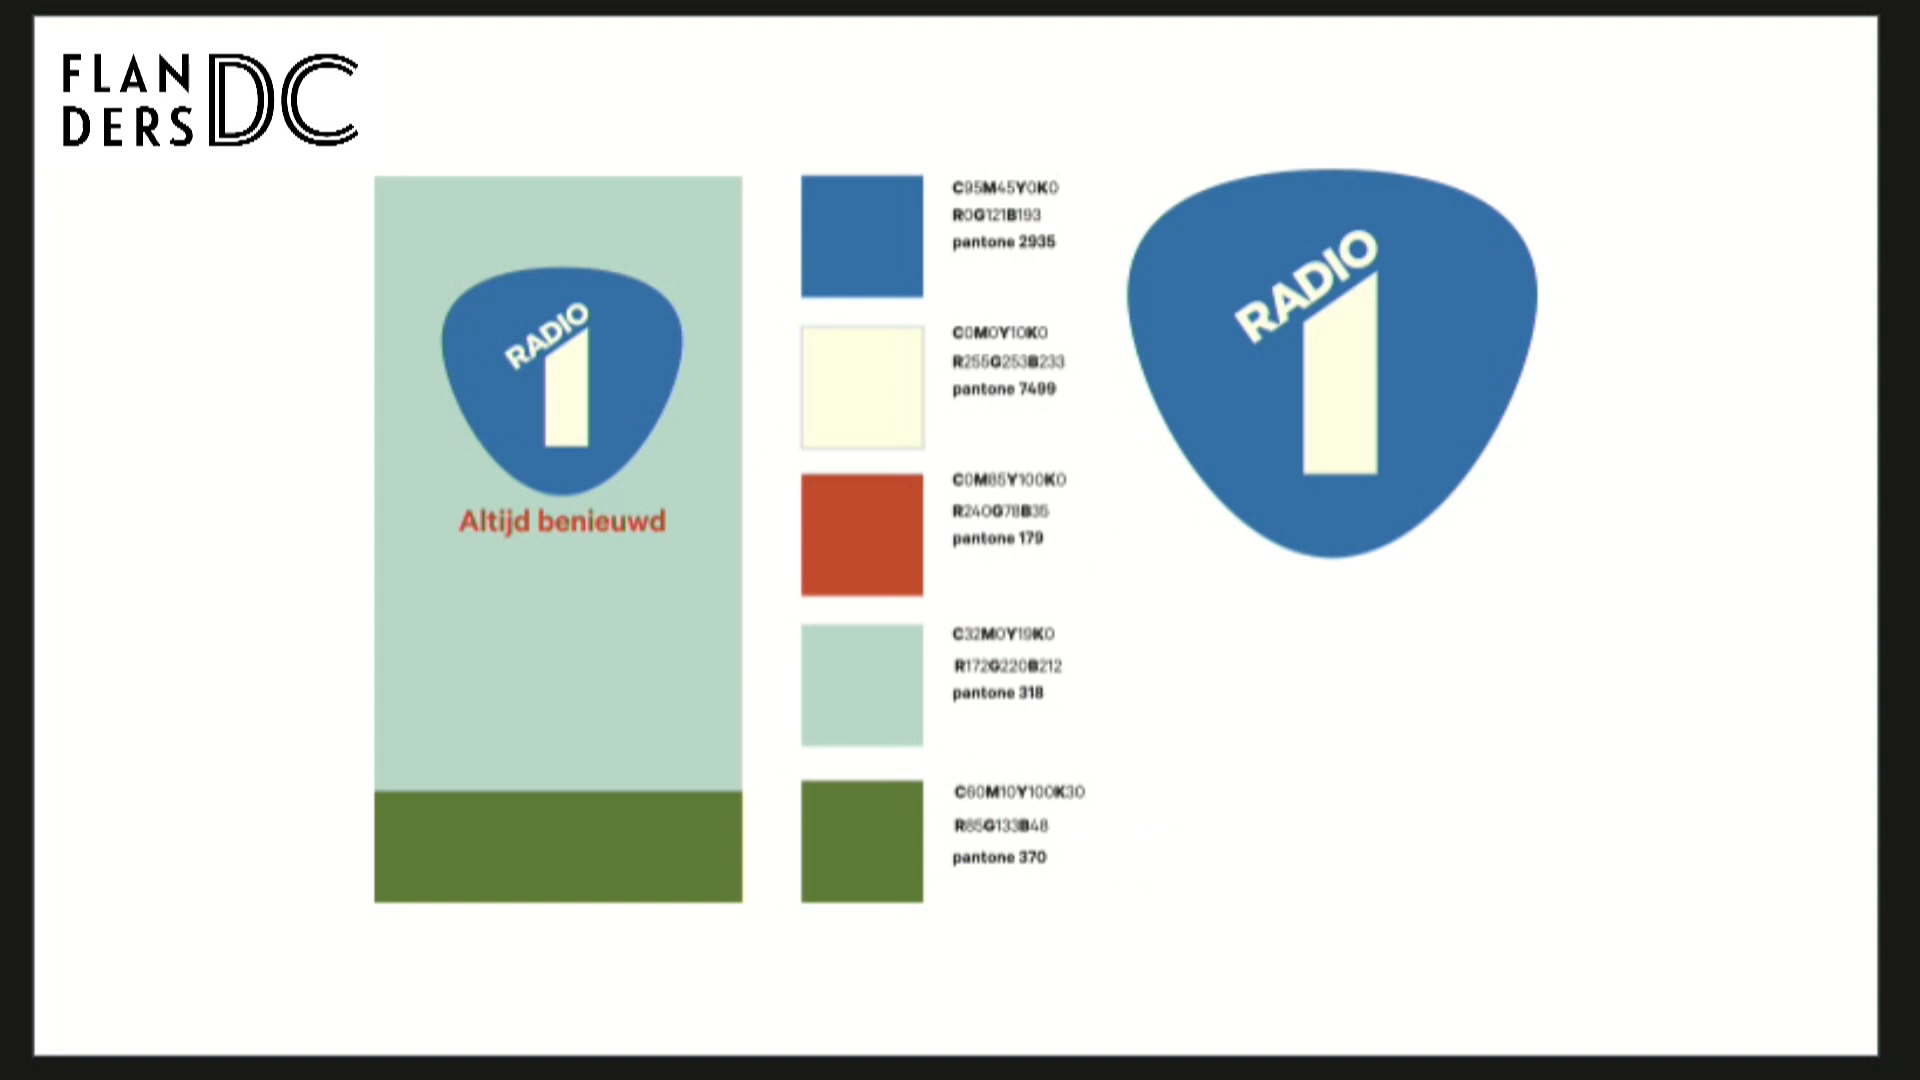 FLAN
DERS DC
RADIO
1
Altijd benieuwd
C95M45Y0K0
R0G121B193
pantone 2935
C0M0Y10K0
R255G253B233
pantone 7499
C0M85Y100K0
R240G78B35
pantone 179
C32M0Y19K0
R172G220B212
pantone 318
C60M10Y100K30
R85G133B48
pantone 370
RADIO
1